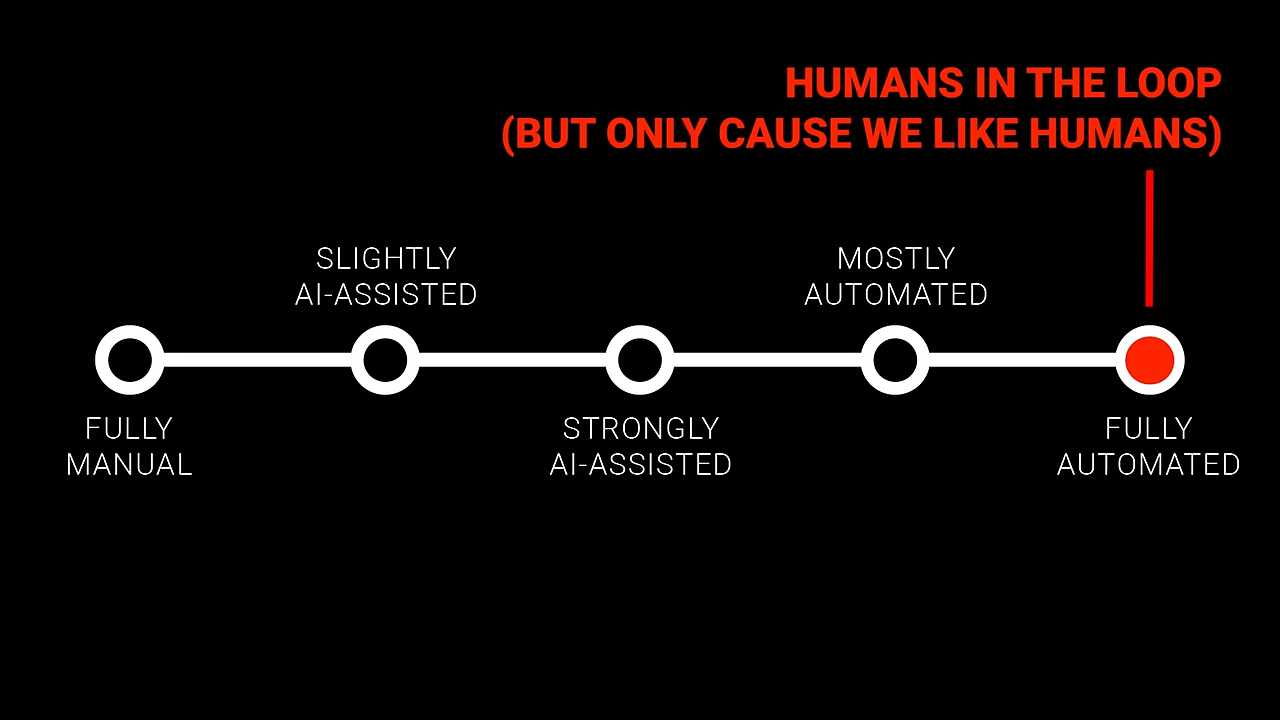 HUMANS IN THE LOOP
(BUT ONLY CAUSE WE LIKE HUMANS)
SLIGHTLY
AI-ASSISTED
MOSTLY
AUTOMATED
FULLY
MANUAL
STRONGLY
AI-ASSISTED
FULLY
AUTOMATED